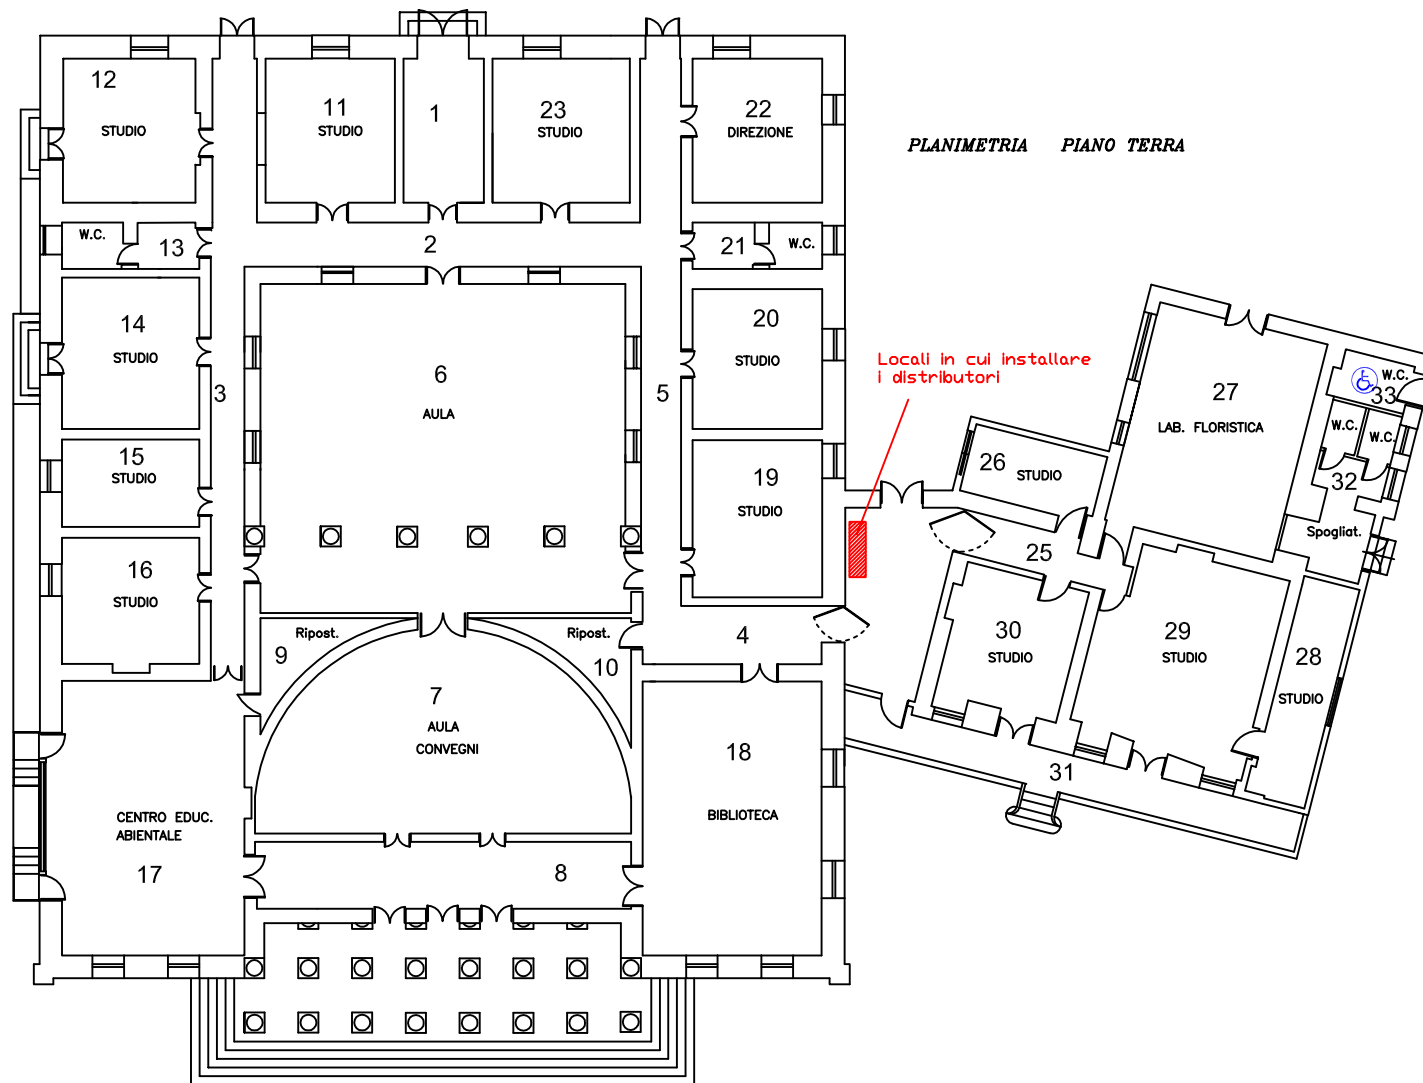 12
STUDIO
11
STUDIO
1
23
STUDIO
22
DIREZIONE
PLANIMETRIA PIANO TERRA
W.C.
13
2
21
W.C.
14
STUDIO
3
6
AULA
5
20
STUDIO
Locali in cui installare
i distributori
27
LAB. FLORISTICA
W.C.
33
W.C.
W.C.
32
Spogliat.
15
STUDIO
19
STUDIO
26
STUDIO
25
16
STUDIO
Ripost.
9
Ripost.
10
4
30
STUDIO
29
STUDIO
28
STUDIO
7
AULA
CONVEGNI
18
BIBLIOTECA
31
CENTRO EDUC.
ABIENTALE
17
8